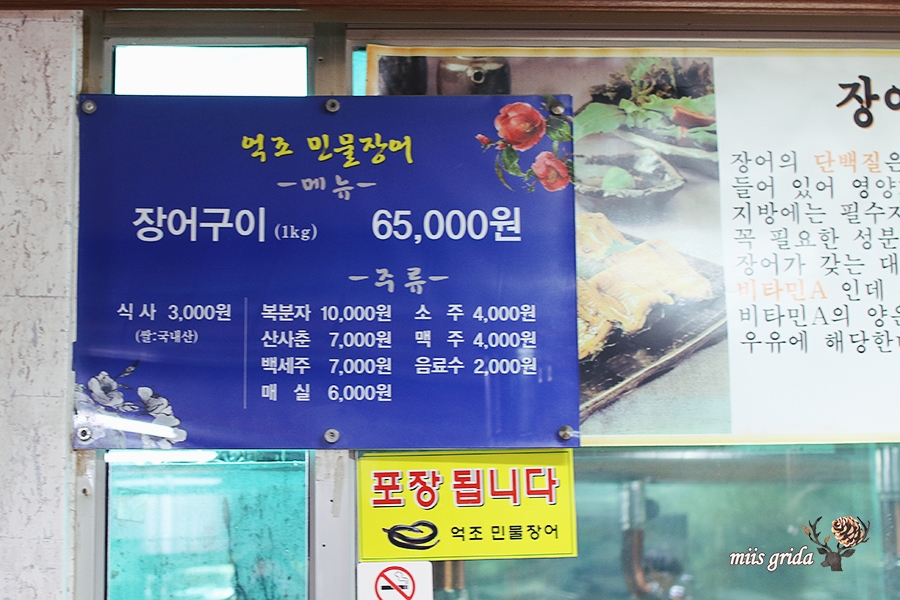 억조 민물장어
-메뉴-
장어구이 (1kg) 65,000원
-주류-
식사 3,000원
(쌀:국내산)
복분자 10,000원 소 주 4,000원
산사춘 7,000원 맥 주 4,000원
백세주 7,000원 음료수 2,000원
매 실 6,000원
장어의 단백질은
들어 있어 영양
지방에는 필수지
꼭 필요한 성분
장어가 갖는 대
비타민A 인데
비타민A의 양은
우유에 해당한
포장 됩니다
억조 민물장어
miis grida